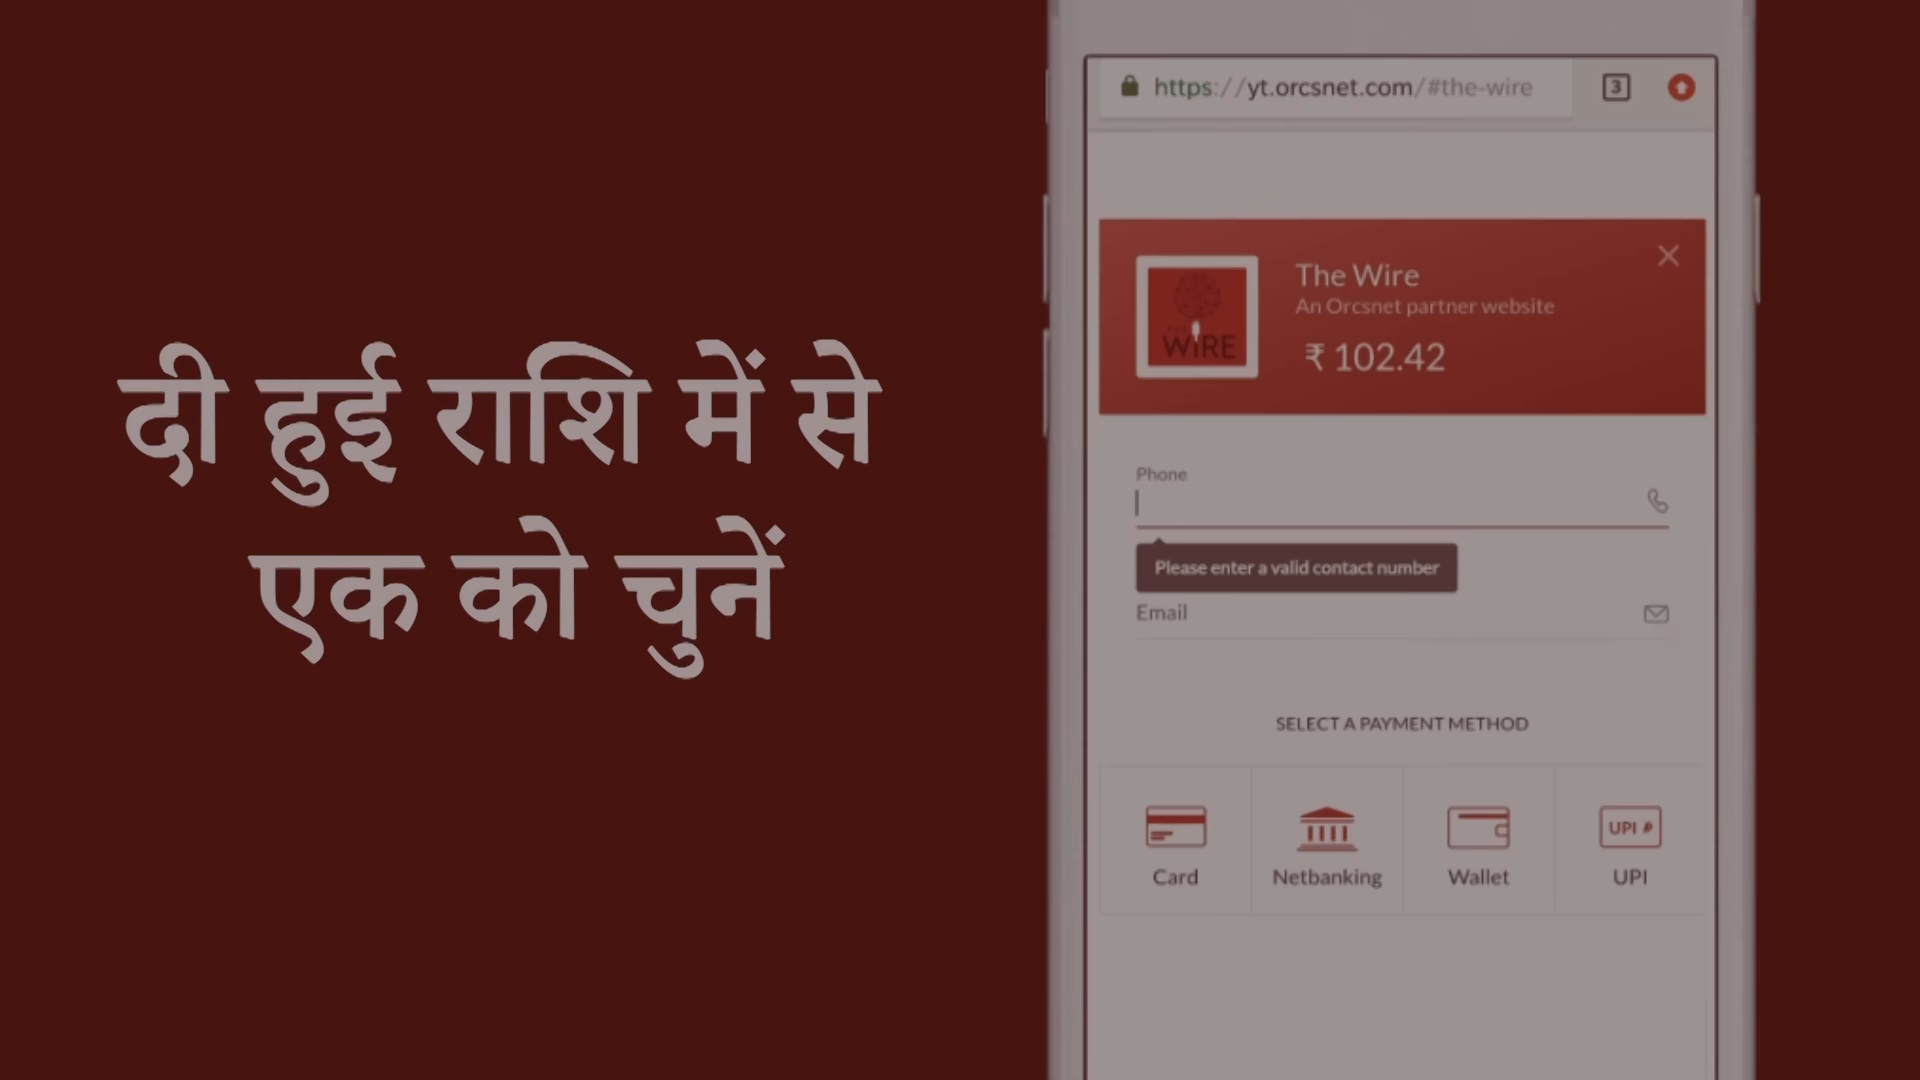 दी हुई राशि में से
एक को चुनें
https://yt.orcsnet.com/#the-wire
3
The Wire
An Orcsnet partner website
₹ 102.42
WIRE
Phone
Please enter a valid contact number
Email
SELECT A PAYMENT METHOD
Card
Netbanking
Wallet
UPI
UPI